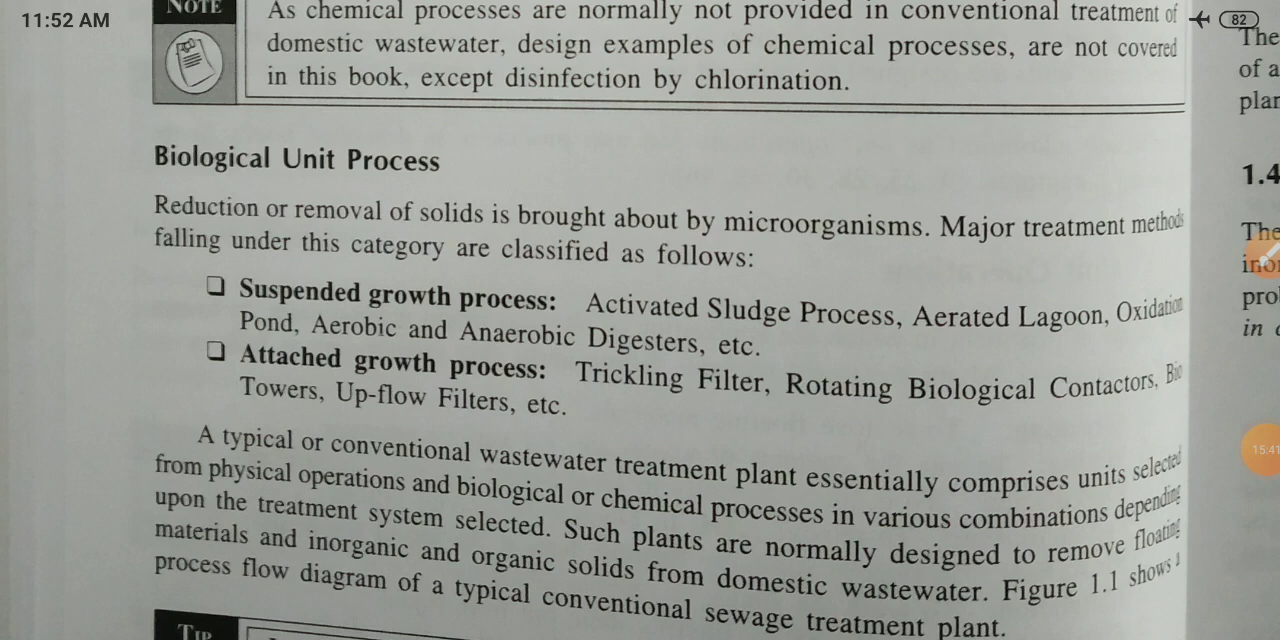 11:52 AM
82
NOTE
As chemical processes are normally not provided in conventional treatment of
domestic wastewater, design examples of chemical processes, are not covered
in this book, except disinfection by chlorination.
Biological Unit Process
Reduction or removal of solids is brought about by microorganisms. Major treatment methods
falling under this category are classified as follows:
❑ Suspended growth process: Activated Sludge Process, Aerated Lagoon, Oxidation
Pond, Aerobic and Anaerobic Digesters, etc.
❑ Attached growth process: Trickling Filter, Rotating Biological Contactors, Bio
Towers, Up-flow Filters, etc.
A typical or conventional wastewater treatment plant essentially comprises units selected
from physical operations and biological or chemical processes in various combinations depending
upon the treatment system selected. Such plants are normally designed to remove floating
materials and inorganic and organic solids from domestic wastewater. Figure 1.1 shows a
process flow diagram of a typical conventional sewage treatment plant.
TIP
The
of a
plan
1.4
The
pro
in
15:41